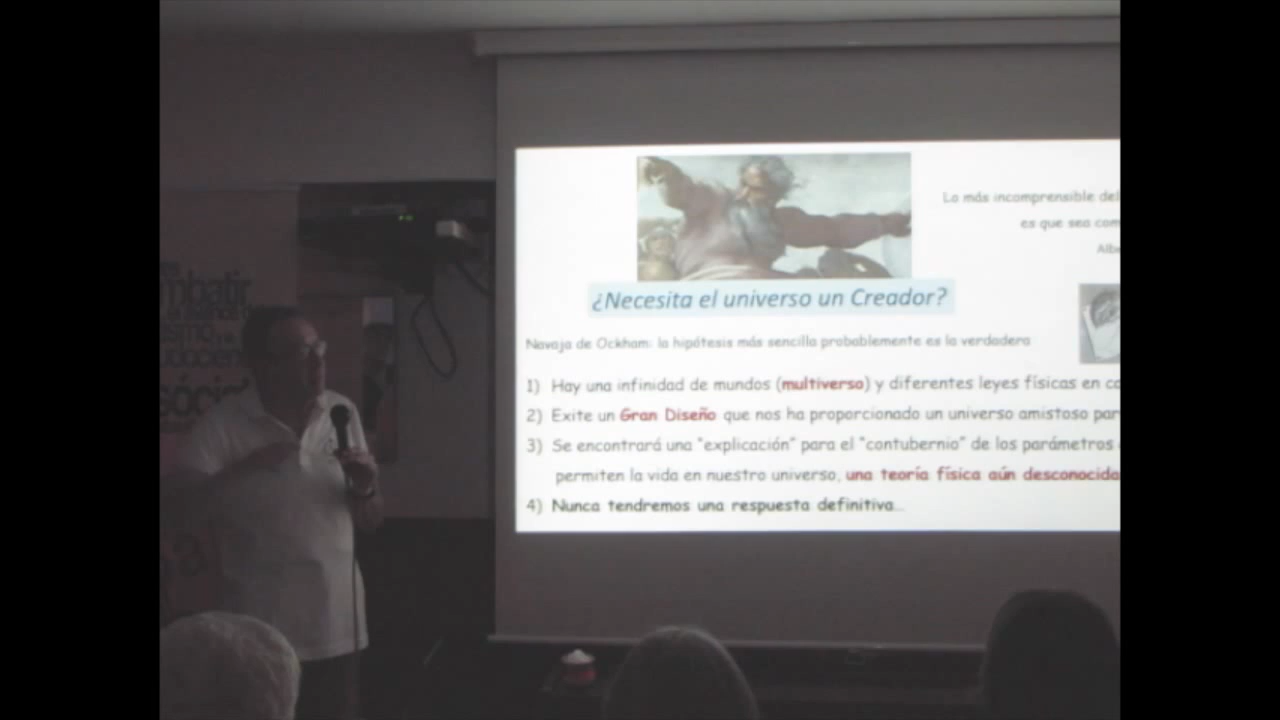 Lo más incomprensible del
es que sea com
Albe
¿Necesita el universo un Creador?
Navaja de Ockham: la hipótesis más sencilla probablemente es la verdadera
1) Hay una infinidad de mundos (multiverso) y diferentes leyes físicas en ca
2) Exite un Gran Diseño que nos ha proporcionado un universo amistoso par
3) Se encontrará una "explicación" para el "contubernio" de los parámetros
permiten la vida en nuestro universo, una teoría física aún desconocida
4) Nunca tendremos una respuesta definitiva...
mbatir
ismo
udocien
sócia